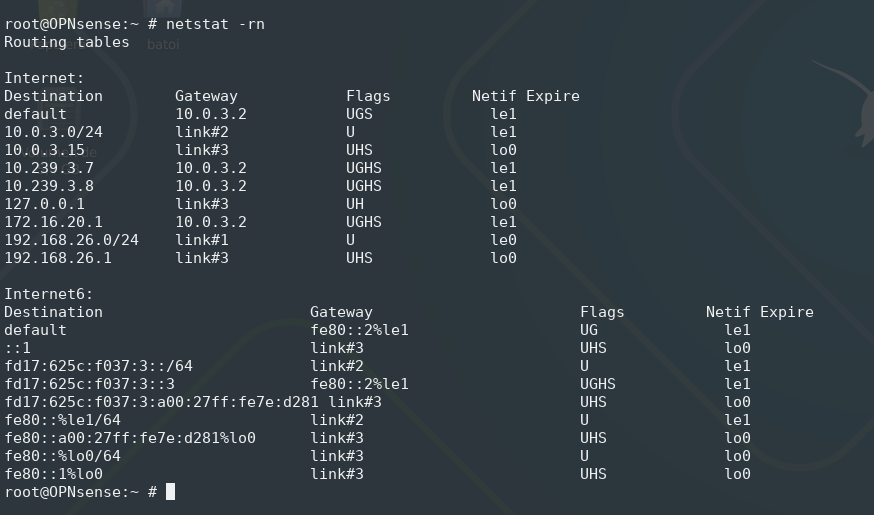 root@OPNsense:~ # netstat -rn
Routing tables

Internet:
Destination        Gateway            Flags         Netif Expire
default            10.0.3.2           UGS             le1
10.0.3.0/24        link#2             U               le1
10.0.3.15          link#3             UHS             lo0
10.239.3.7         10.0.3.2           UGHS            le1
10.239.3.8         10.0.3.2           UGHS            le1
127.0.0.1          link#3             UH              lo0
172.16.20.1        10.0.3.2           UGHS            le1
192.168.26.0/24    link#1             U               le0
192.168.26.1       link#3             UHS             lo0

Internet6:
Destination                       Gateway                       Flags         Netif Expire
default                           fe80::2%le1                   UG              le1
::1                               link#3                        UHS             lo0
fd17:625c:f037:3::/64             link#2                        U               le1
fd17:625c:f037:3::3               fe80::2%le1                   UGHS            le1
fd17:625c:f037:3:a00:27ff:fe7e:d281 link#3                      UHS             lo0
fe80::%le1/64                     link#2                        U               le1
fe80::a00:27ff:fe7e:d281%lo0      link#3                        UHS             lo0
fe80::%lo0/64                     link#3                        U               lo0
fe80::1%lo0                       link#3                        UHS             lo0
root@OPNsense:~ #
batoi